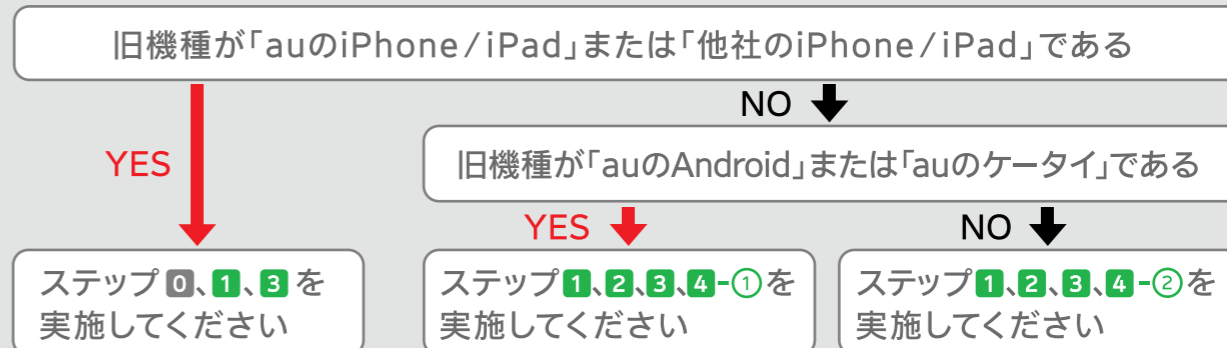 旧機種が「auのiPhone/iPad」または「他社のiPhone/iPad」である
NO
YES
旧機種が「auのAndroid」または「auのケータイ」である
YES
NO
ステップ0、1、3を
実施してください
ステップ1、2、3、4-①を
実施してください
ステップ1、2、3、4-②を
実施してください